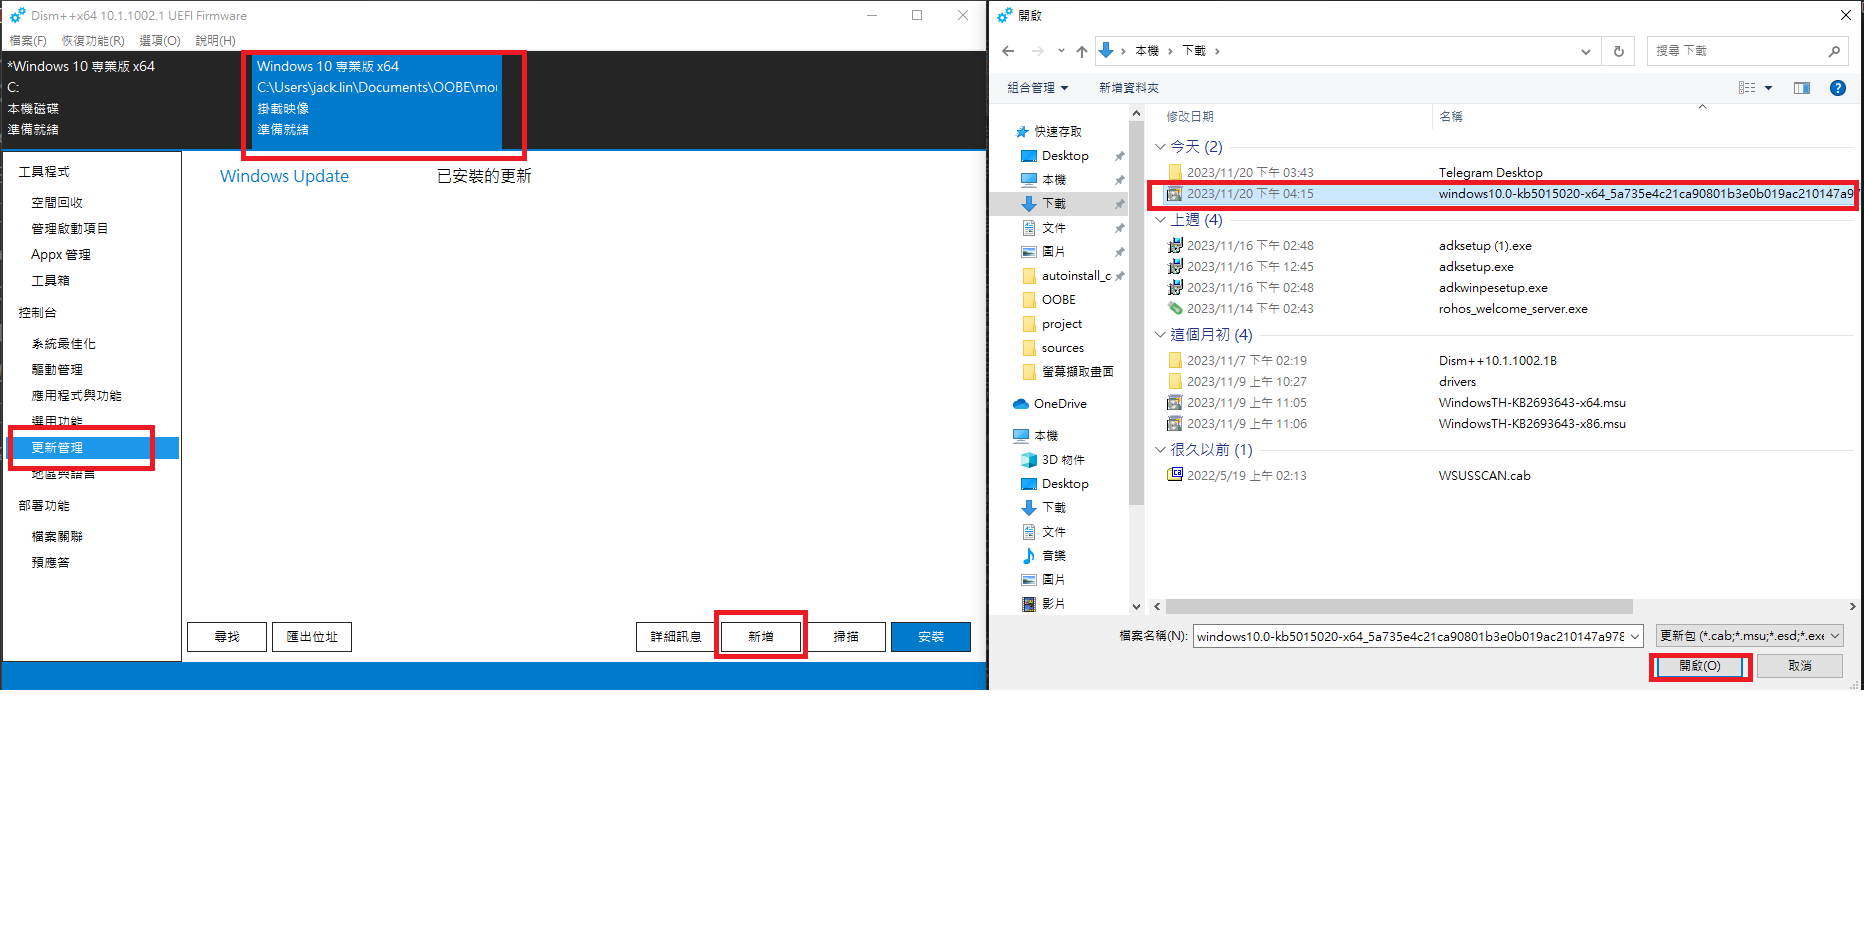 Dism++x64 10.1.1002.1 UEFI Firmware
檔案(F) 恢復功能(R) 選項(O) 說明(H)
*Windows 10 專業版 x64
C:
本機磁碟
準備就緒
Windows 10 專業版 x64
C:\Users\jack.lin\Documents\OOBE\mou
掛載映像
準備就緒
工具程式
空間回收
管理啟動項目
Appx 管理
工具箱
控制台
系統最佳化
驅動管理
應用程式與功能
選用功能
更新管理
地區與語言
部署功能
檔案關聯
預應答
Windows Update 已安裝的更新
尋找 匯出位址 詳細訊息 新增 掃描 安裝
開啟
本機 下載
搜尋 下載
組合管理 新增資料夾
快速存取
Desktop
本機
下載
文件
圖片
autoinstall_c
OOBE
project
sources
螢幕擷取畫面
OneDrive
本機
3D 物件
Desktop
下載
文件
音樂
圖片
影片
修改日期 名稱
今天 (2)
2023/11/20 下午 03:43 Telegram Desktop
2023/11/20 下午 04:15 windows10.0-kb5015020-x64_5a735e4c21ca90801b3e0b019ac210147a97
上週 (4)
2023/11/16 下午 02:48 adksetup (1).exe
2023/11/16 下午 12:45 adksetup.exe
2023/11/16 下午 02:48 adkwinpesetup.exe
2023/11/14 下午 02:43 rohos_welcome_server.exe
這個月初 (4)
2023/11/7 下午 02:19 Dism++10.1.1002.1B
2023/11/9 上午 10:27 drivers
2023/11/9 上午 11:05 WindowsTH-KB2693643-x64.msu
2023/11/9 上午 11:06 WindowsTH-KB2693643-x86.msu
很久以前 (1)
2022/5/19 上午 02:13 WSUSSCAN.cab
檔案名稱(N): windows10.0-kb5015020-x64_5a735e4c21ca90801b3e0b019ac210147a978 更新包 (*.cab;*.msu;*.esd;*.exe
開啟(O) 取消